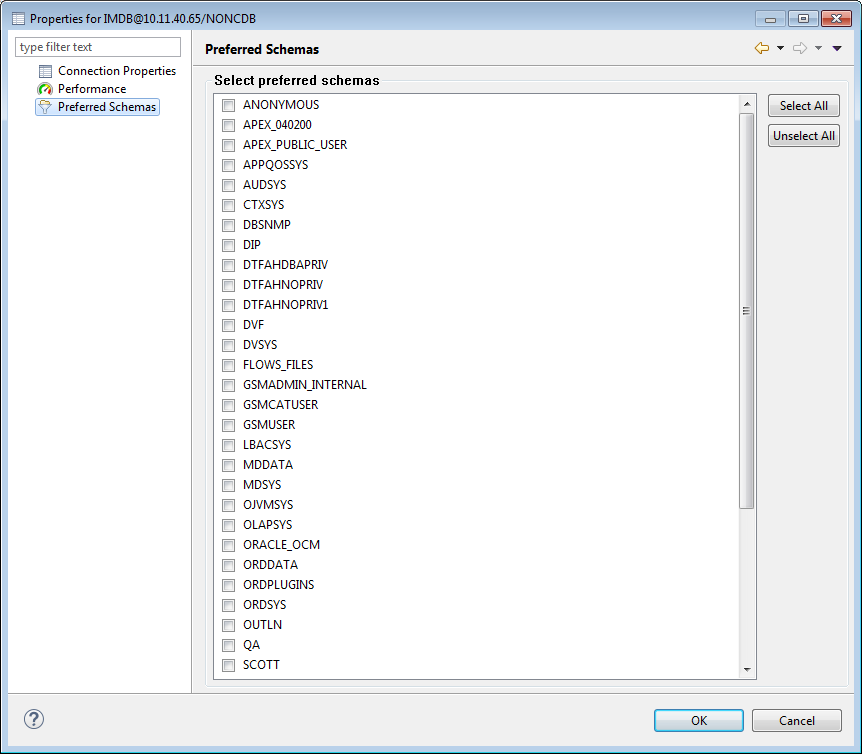 Properties for IMDB@10.11.40.65/NONCDB
type filter text
Connection Properties
Performance
Preferred Schemas
Preferred Schemas
Select preferred schemas
ANONYMOUS
APEX_040200
APEX_PUBLIC_USER
APPQOSSYS
AUDSYS
CTXSYS
DBSNMP
DIP
DTFAHDBAPRIV
DTFAHNOPRIV
DTFAHNOPRIV1
DVF
DVSYS
FLOWS_FILES
GSMADMIN_INTERNAL
GSMCATUSER
GSMUSER
LBACSYS
MDDATA
MDSYS
OJVMSYS
OLAPSYS
ORACLE_OCM
ORDDATA
ORDPLUGINS
ORDSYS
OUTLN
QA
SCOTT
Select All
Unselect All
?
OK
Cancel